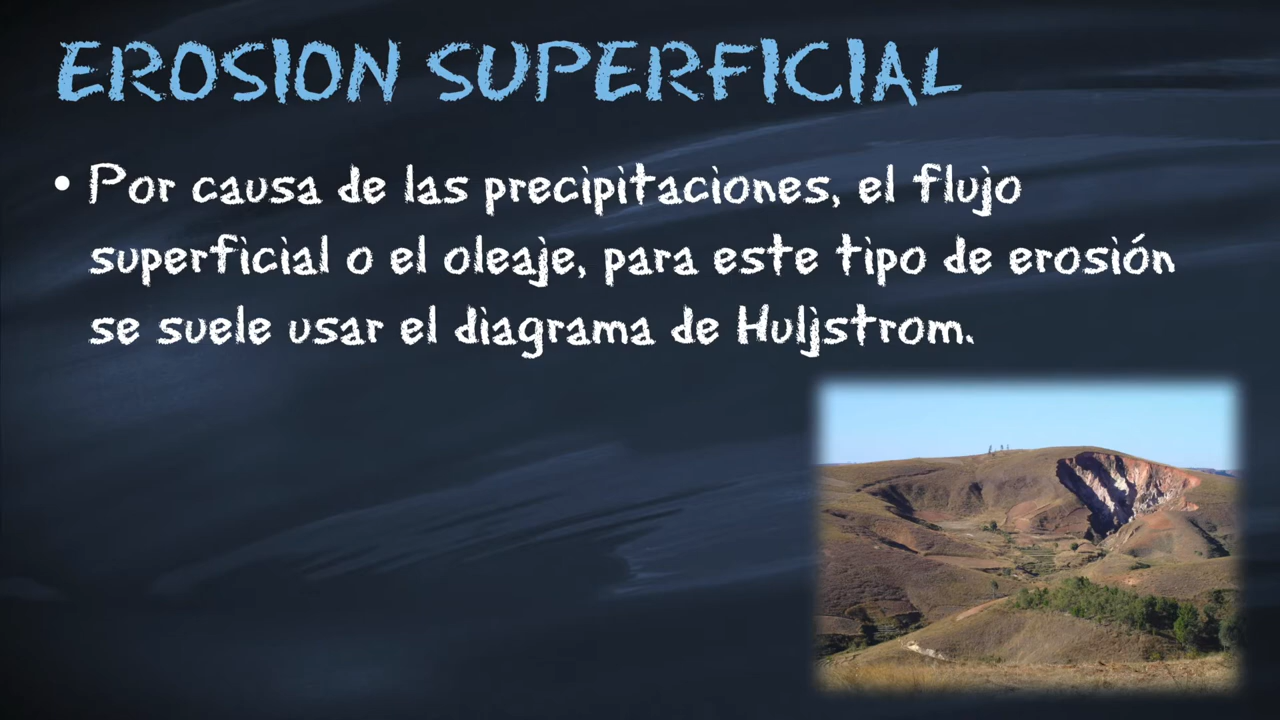 EROSION SUPERFICIAL
• Por causa de las precipitaciones, el flujo
superficial o el oleaje, para este tipo de erosión
se suele usar el diagrama de Huljstrom.